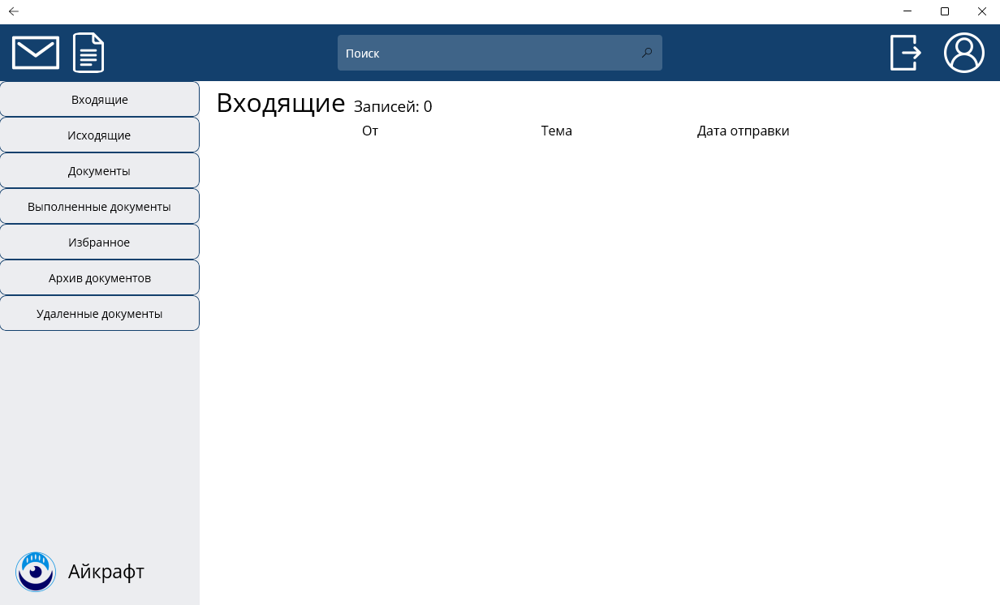 Поиск
Входящие
Исходящие
Документы
Выполненные документы
Избранное
Архив документов
Удаленные документы
Айкрафт
Входящие Записей: 0
От Тема Дата отправки